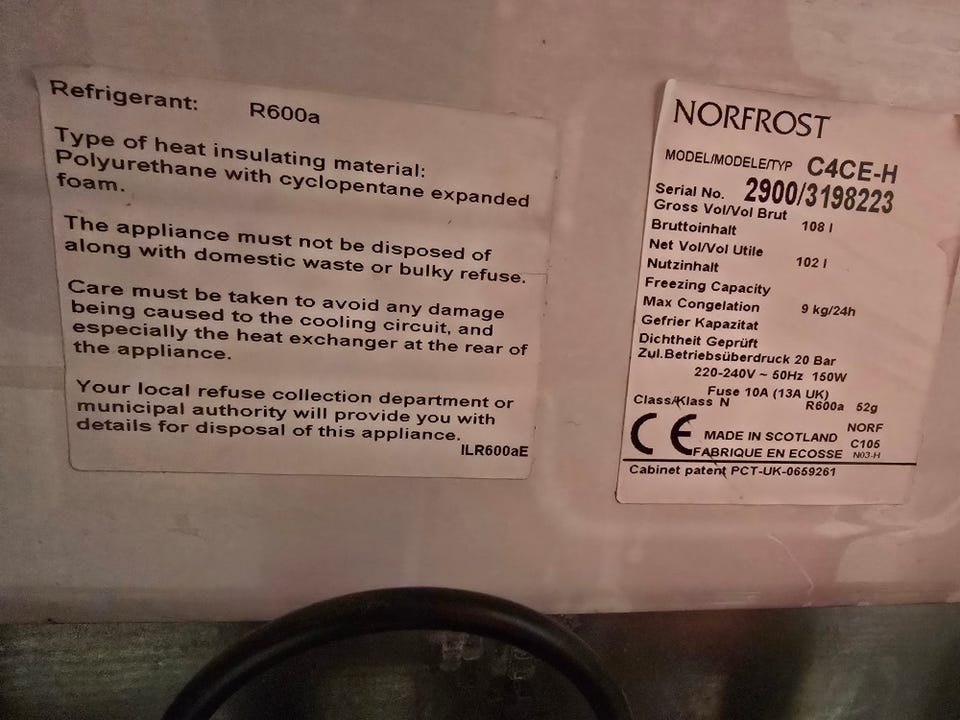 Refrigerant: R600a
Type of heat insulating material:
Polyurethane with cyclopentane expanded
foam.
The appliance must not be disposed of
along with domestic waste or bulky refuse.
Care must be taken to avoid any damage
being caused to the cooling circuit, and
especially the heat exchanger at the rear of
the appliance.
Your local refuse collection department or
municipal authority will provide you with
details for disposal of this appliance.
ILR600aE
NORFROST
MODEL/MODELE/TYP C4CE-H
Serial No. 2900/3198223
Gross Vol/Vol Brut
Bruttoinhalt 108 l
Net Vol/Vol Utile
Nutzinhalt 102 l
Freezing Capacity
Max Congelation 9 kg/24h
Gefrier Kapazitat
Dichtheit Geprüft
Zul.Betriebsüberdruck 20 Bar
220-240V ~ 50Hz 150W
Fuse 10A (13A UK)
Class/Klass N R600a 52g
CE MADE IN SCOTLAND NORF
FABRIQUE EN ECOSSE C105
N03-H
Cabinet patent PCT-UK-0659261